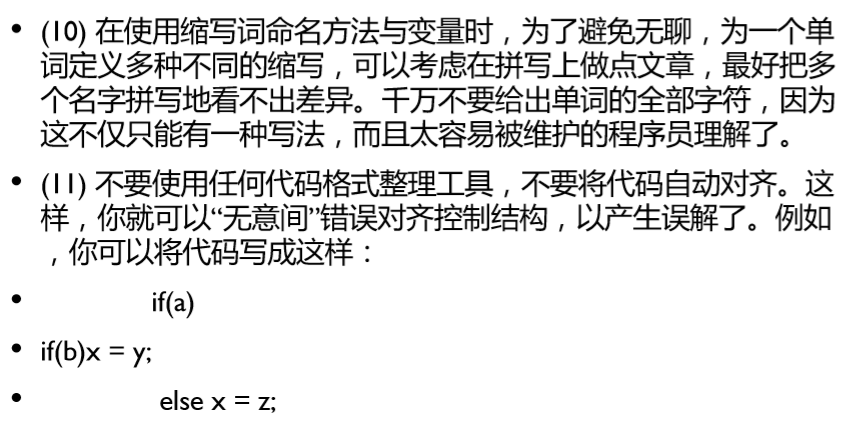 • (10) 在使用缩写词命名方法与变量时，为了避免无聊，为一个单
词定义多种不同的缩写，可以考虑在拼写上做点文章，最好把多
个名字拼写地看不出差异。千万不要给出单词的全部字符，因为
这不仅只能有一种写法，而且太容易被维护的程序员理解了。
• (11) 不要使用任何代码格式整理工具，不要将代码自动对齐。这
样，你就可以“无意间”错误对齐控制结构，以产生误解了。例如
，你可以将代码写成这样：
• if(a)
• if(b)x = y;
• else x = z;